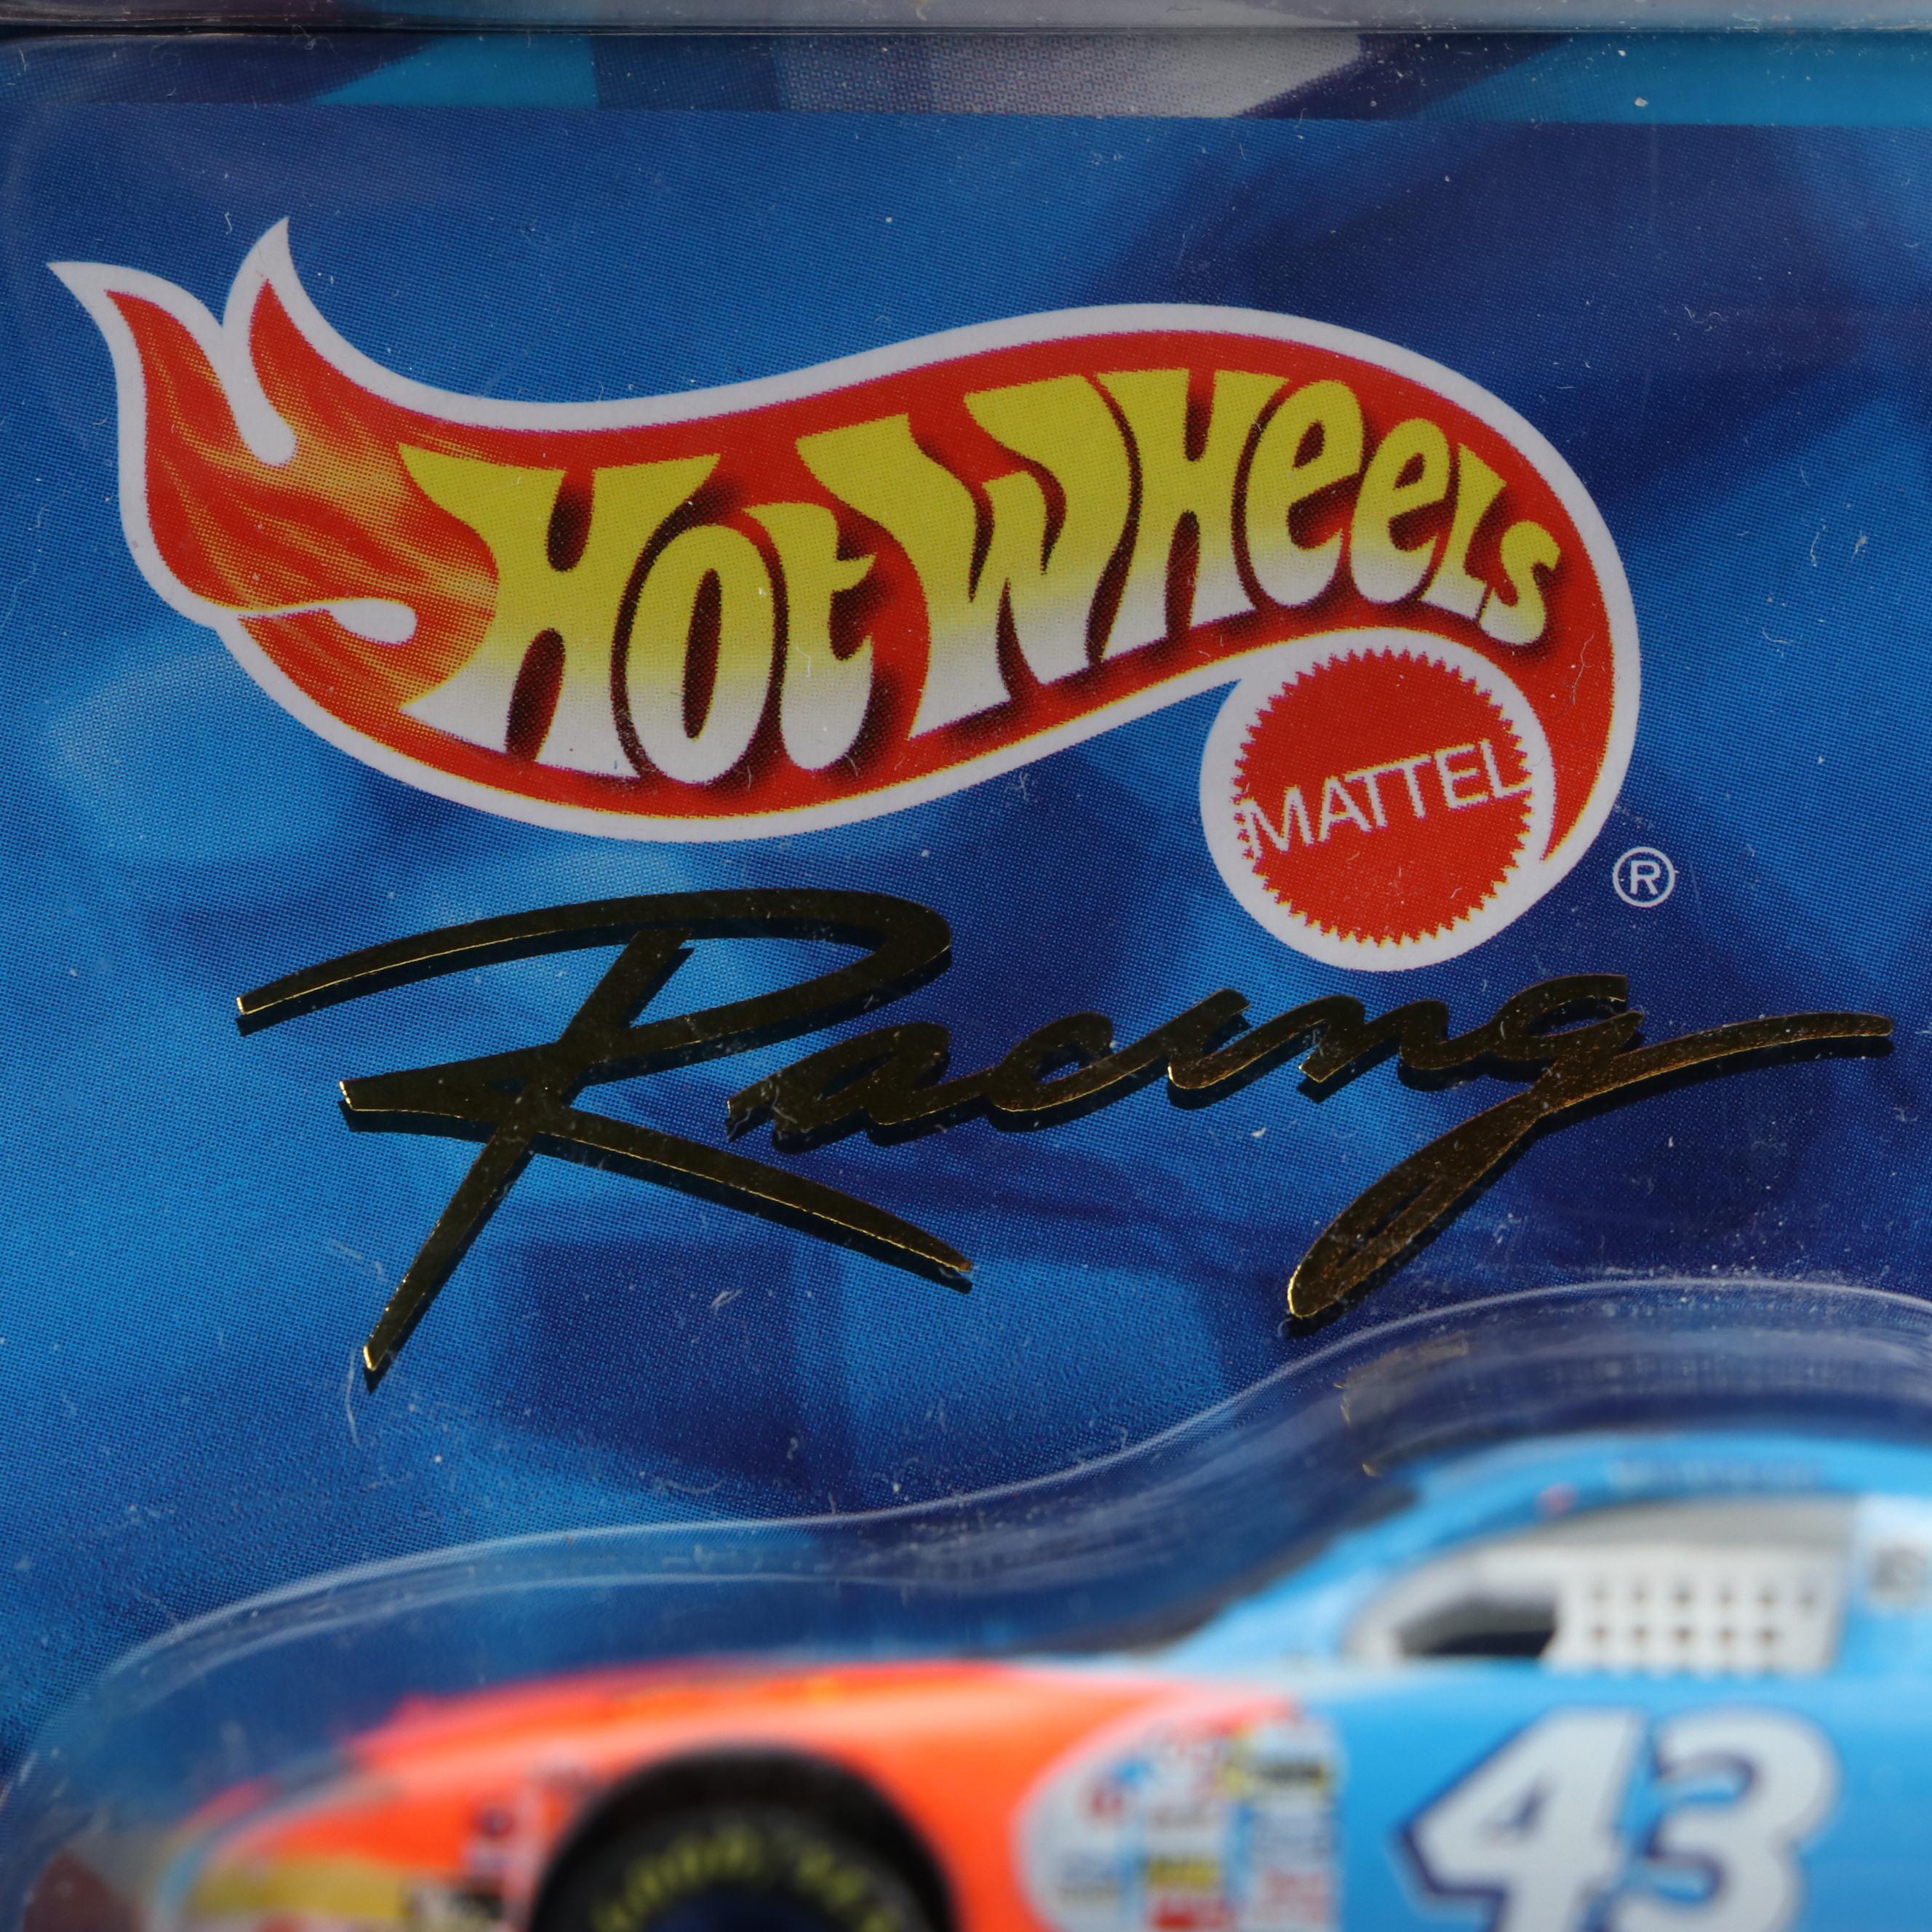 Hot Wheels
MATTEL
®
Racing
43